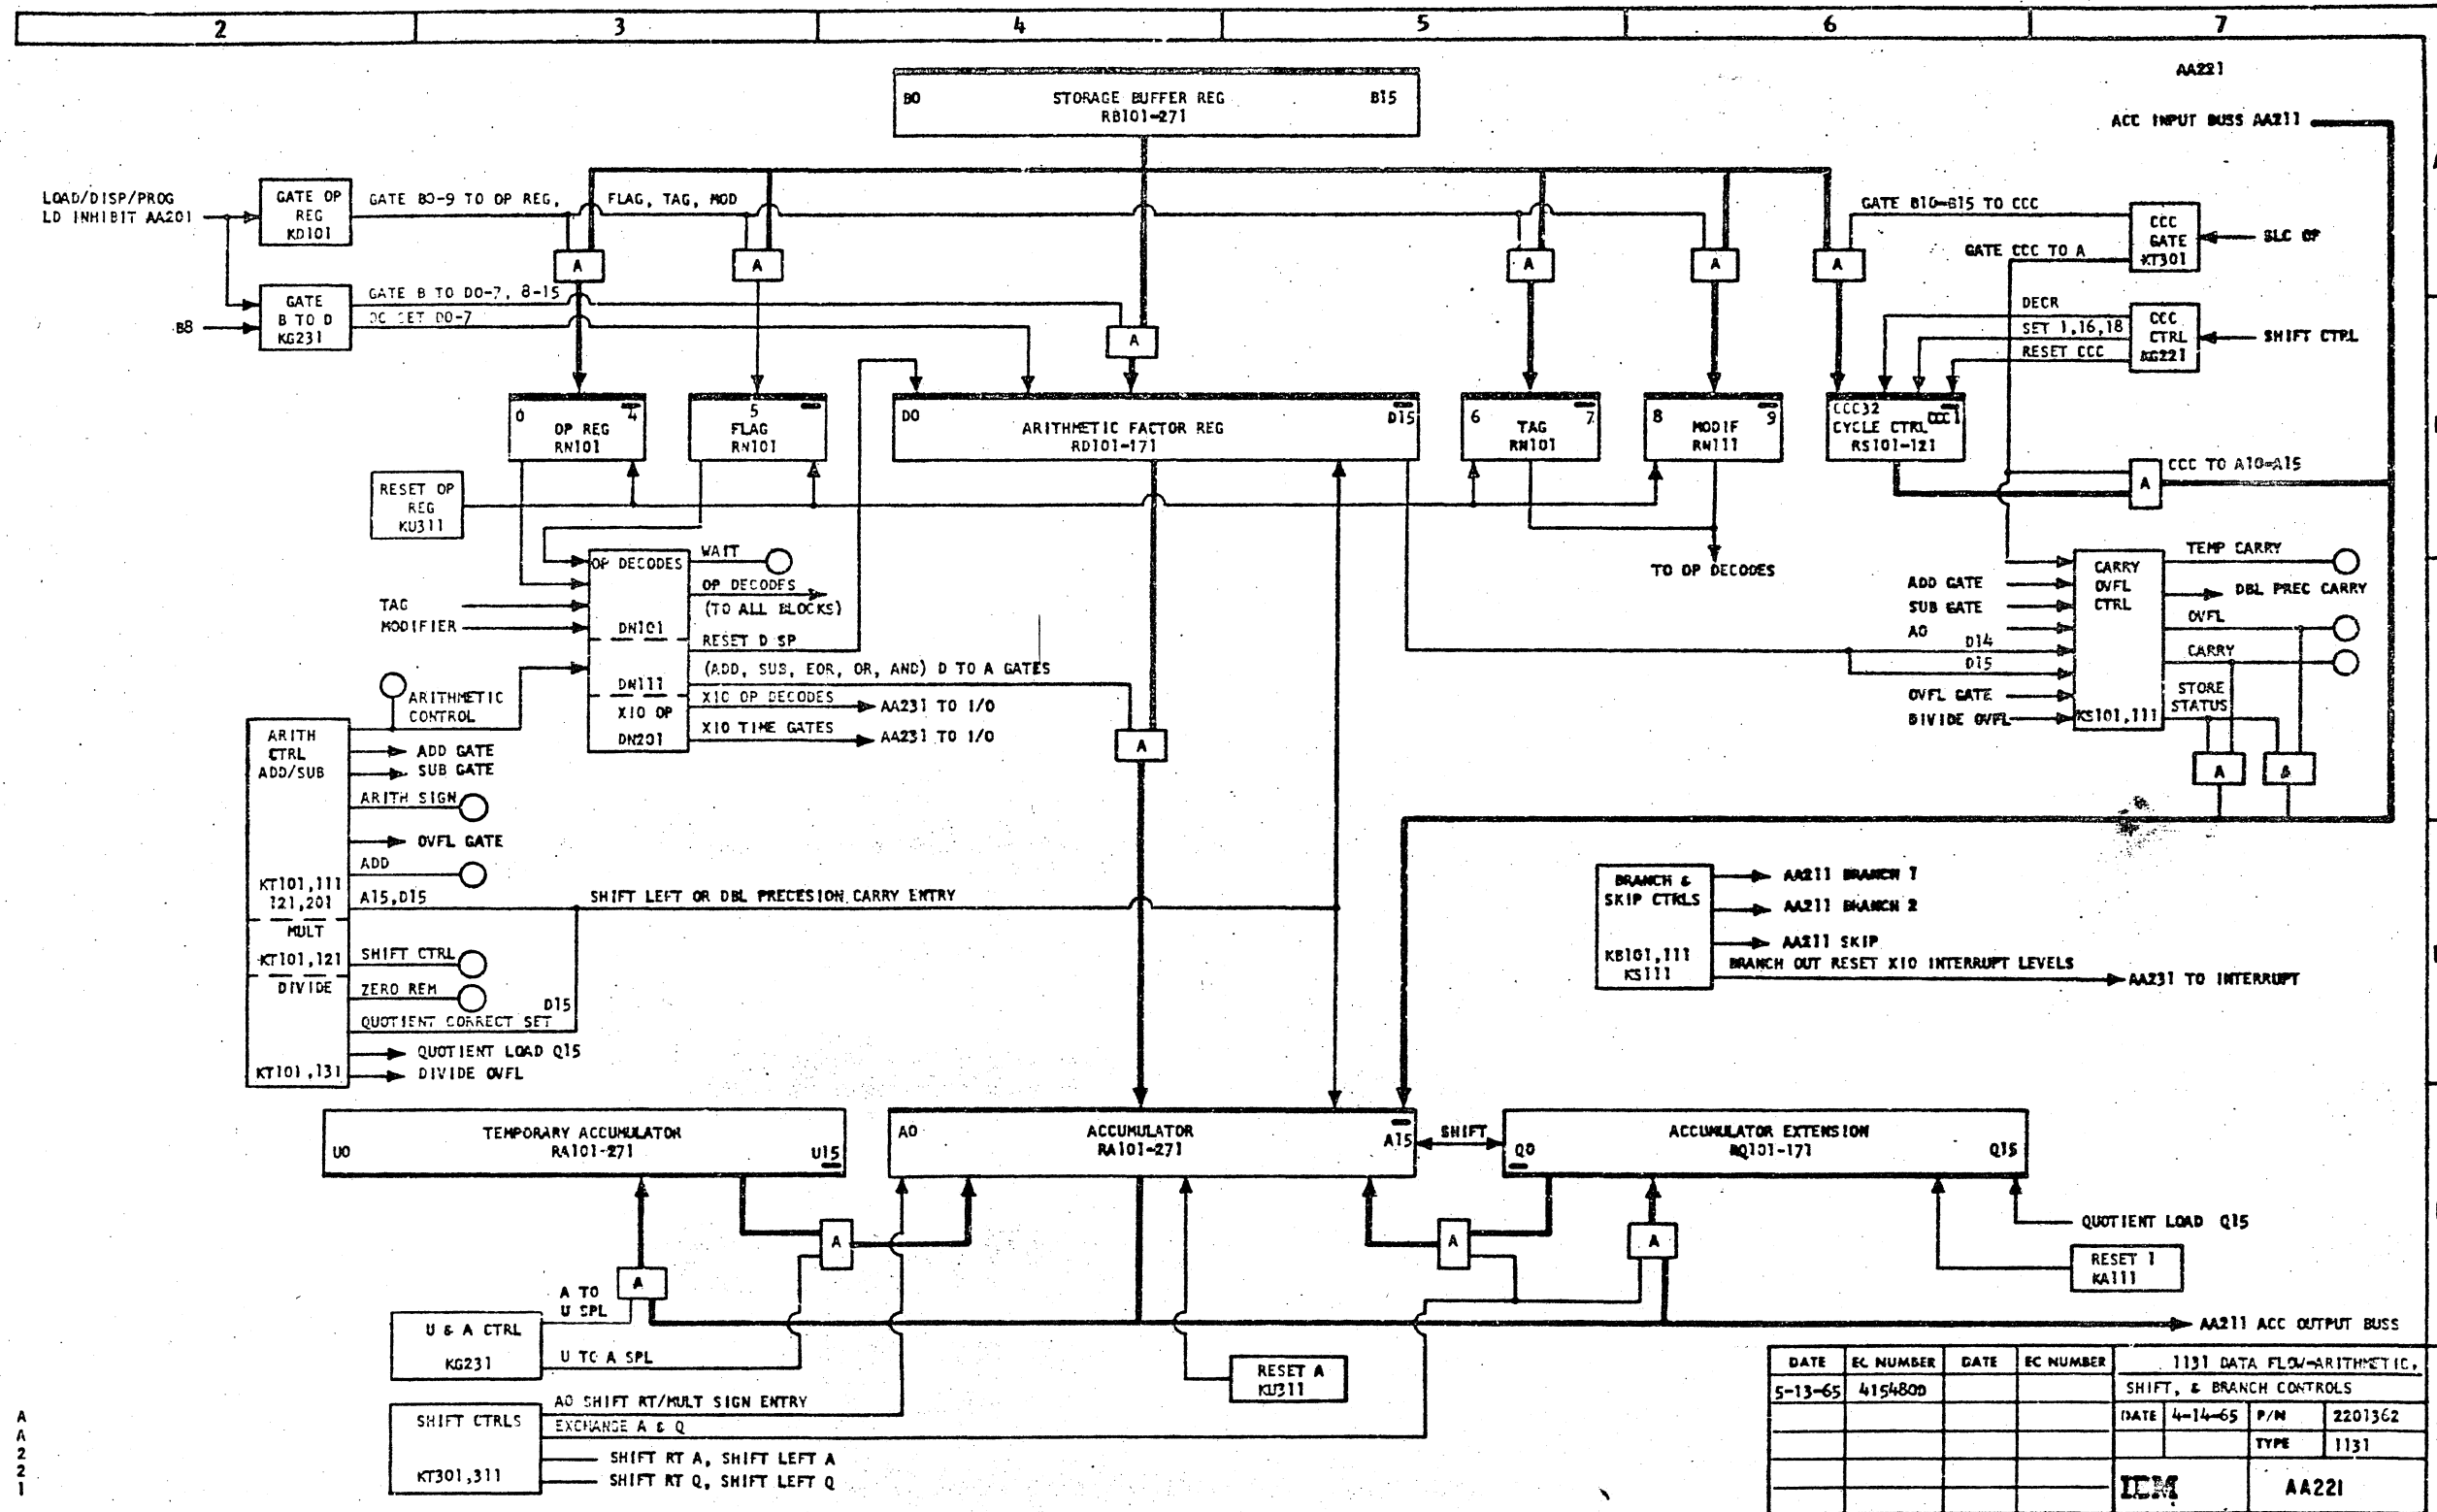 2 3 4 5 6 7
AA221
B0 STORAGE BUFFER REG B15
RB101-271
ACC INPUT BUSS AA211
LOAD/DISP/PROG
LD INHIBIT AA201
GATE OP
REG
KD101
GATE B0-9 TO OP REG, FLAG, TAG, MOD
GATE B10-B15 TO CCC
CCC
GATE
KT301
SLC OP
GATE CCC TO A
A
A
A
A
A
B8
GATE
B TO D
KG231
GATE B TO D0-7, 8-15
DC SET D0-7
A
DECR
SET 1,16,18
RESET CCC
CCC
CTRL
KG221
SHIFT CTRL
0 4
OP REG
RN101
5
FLAG
RN101
D0 D15
ARITHMETIC FACTOR REG
RD101-171
6 7
TAG
RN101
8 9
MODIF
RN111
CCC32 CCC1
CYCLE CTRL
RS101-121
RESET OP
REG
KU311
CCC TO A10-A15
A
OP DECODES
WAIT
OP DECODES
(TO ALL BLOCKS)
TAG
MODIFIER
DN101
RESET D SP
(ADD, SUB, EOR, OR, AND) D TO A GATES
DN111
XIO OP DECODES
AA231 TO I/O
XIO OP
DN201
XIO TIME GATES
AA231 TO I/O
TO OP DECODES
ADD GATE
SUB GATE
A0
D14
D15
OVFL GATE
DIVIDE OVFL
CARRY
OVFL
CTRL
KS101,111
TEMP CARRY
DBL PREC CARRY
OVFL
CARRY
STORE
STATUS
A
A
A
ARITHMETIC
CONTROL
ARITH
CTRL
ADD/SUB
ADD GATE
SUB GATE
ARITH SIGN
OVFL GATE
ADD
KT101,111
121,201
A15,D15
SHIFT LEFT OR DBL PRECESION CARRY ENTRY
MULT
KT101,121
SHIFT CTRL
DIVIDE
ZERO REM
D15
QUOTIENT CORRECT SET
QUOTIENT LOAD Q15
KT101,131
DIVIDE OVFL
BRANCH &
SKIP CTRLS
KB101,111
KS111
AA211 BRANCH 1
AA211 BRANCH 2
AA211 SKIP
BRANCH OUT RESET XIO INTERRUPT LEVELS
AA231 TO INTERRUPT
TEMPORARY ACCUMULATOR
RA101-271
U0 U15
A0 ACCUMULATOR A15
RA101-271
SHIFT
ACCUMULATOR EXTENSION
RQ101-171
Q0 Q15
A
A
A
A
QUOTIENT LOAD Q15
RESET 1
KA111
A TO
U SPL
U & A CTRL
KG231
U TO A SPL
AA211 ACC OUTPUT BUSS
RESET A
KU311
SHIFT CTRLS
KT301,311
A0 SHIFT RT/MULT SIGN ENTRY
EXCHANGE A & Q
SHIFT RT A, SHIFT LEFT A
SHIFT RT Q, SHIFT LEFT Q
DATE EC NUMBER DATE EC NUMBER
5-13-65 415480D
1131 DATA FLOW-ARITHMETIC,
SHIFT, & BRANCH CONTROLS
DATE 4-14-65 P/N 2201362
TYPE 1131
IBM AA221
A
A
2
2
1